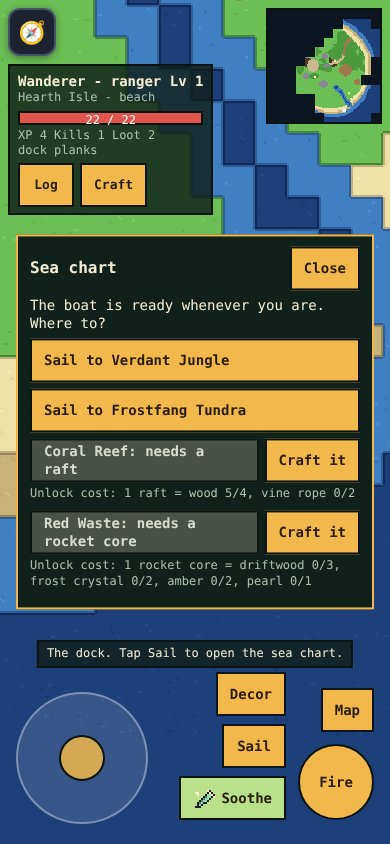 Wanderer - ranger Lv 1
Hearth Isle - beach
22 / 22
XP 4 Kills 1 Loot 2
dock planks
Log
Craft
Sea chart
Close
The boat is ready whenever you are.
Where to?
Sail to Verdant Jungle
Sail to Frostfang Tundra
Coral Reef: needs a
raft
Craft it
Unlock cost: 1 raft = wood 5/4, vine rope 0/2
Red Waste: needs a
rocket core
Craft it
Unlock cost: 1 rocket core = driftwood 0/3,
frost crystal 0/2, amber 0/2, pearl 0/1
The dock. Tap Sail to open the sea chart.
Decor
Map
Sail
Soothe
Fire